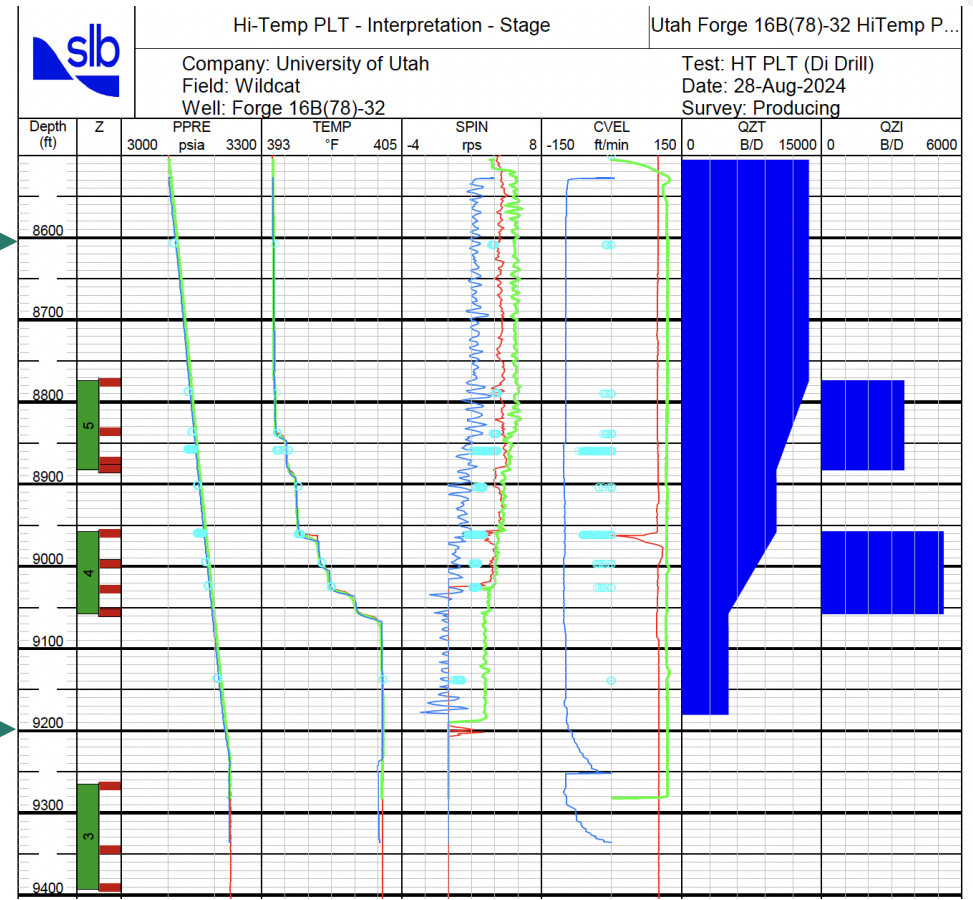 slb
Hi-Temp PLT - Interpretation - Stage
Utah Forge 16B(78)-32 HiTemp P...
Company: University of Utah
Field: Wildcat
Well: Forge 16B(78)-32
Test: HT PLT (Di Drill)
Date: 28-Aug-2024
Survey: Producing
Depth Z PPRE TEMP SPIN CVEL QZT QZI
(ft) 3000 psia 3300 393 °F 405 -4 rps 8 -150 ft/min 150 0 B/D 15000 0 B/D 6000
8600
8700
8800
5
8900
9000
4
9100
9200
9300
3
9400